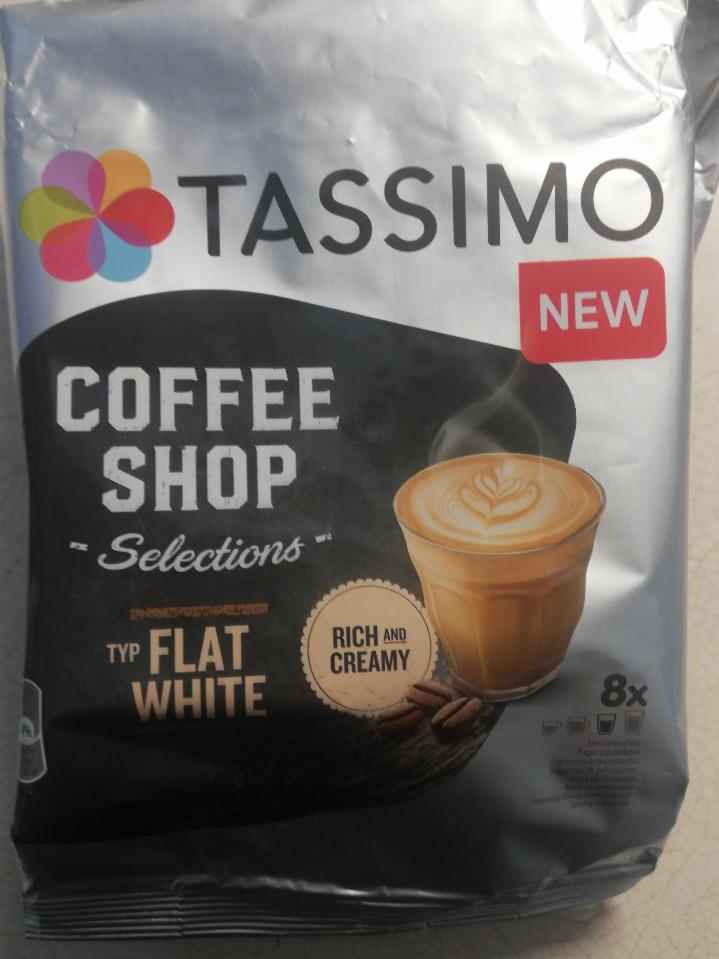 TASSIMO
NEW
COFFEE
SHOP
- Selections -
TYP FLAT
WHITE
RICH AND
CREAMY
8x